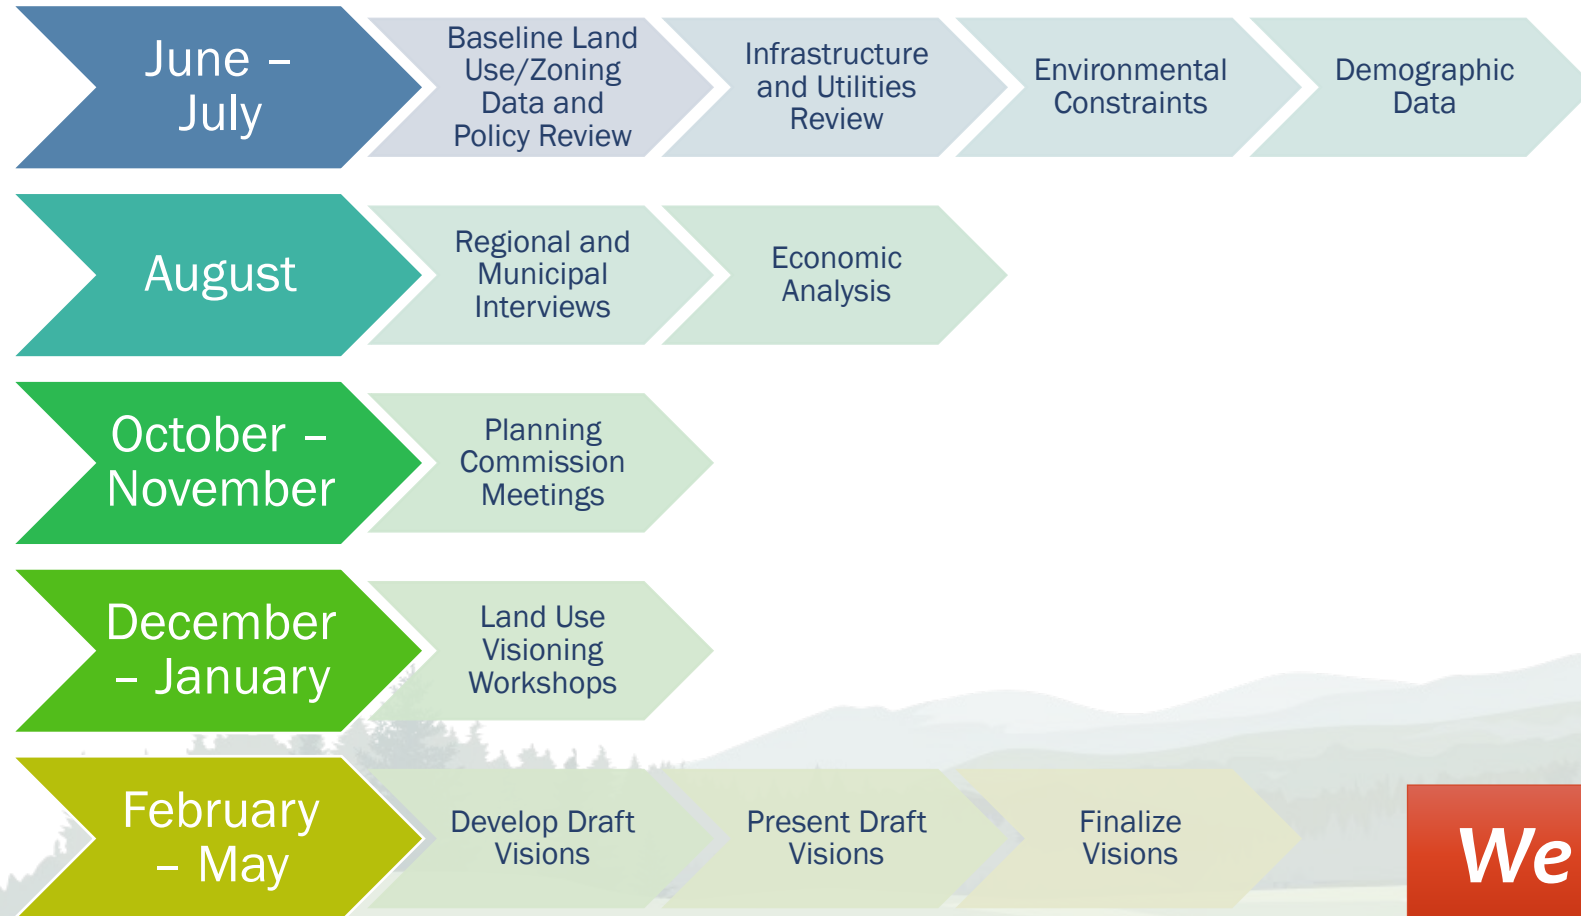 June –
July
Baseline Land
Use/Zoning
Data and
Policy Review
Infrastructure
and Utilities
Review
Environmental
Constraints
Demographic
Data
August
Regional and
Municipal
Interviews
Economic
Analysis
October –
November
Planning
Commission
Meetings
December
– January
Land Use
Visioning
Workshops
February
– May
Develop Draft
Visions
Present Draft
Visions
Finalize
Visions
We